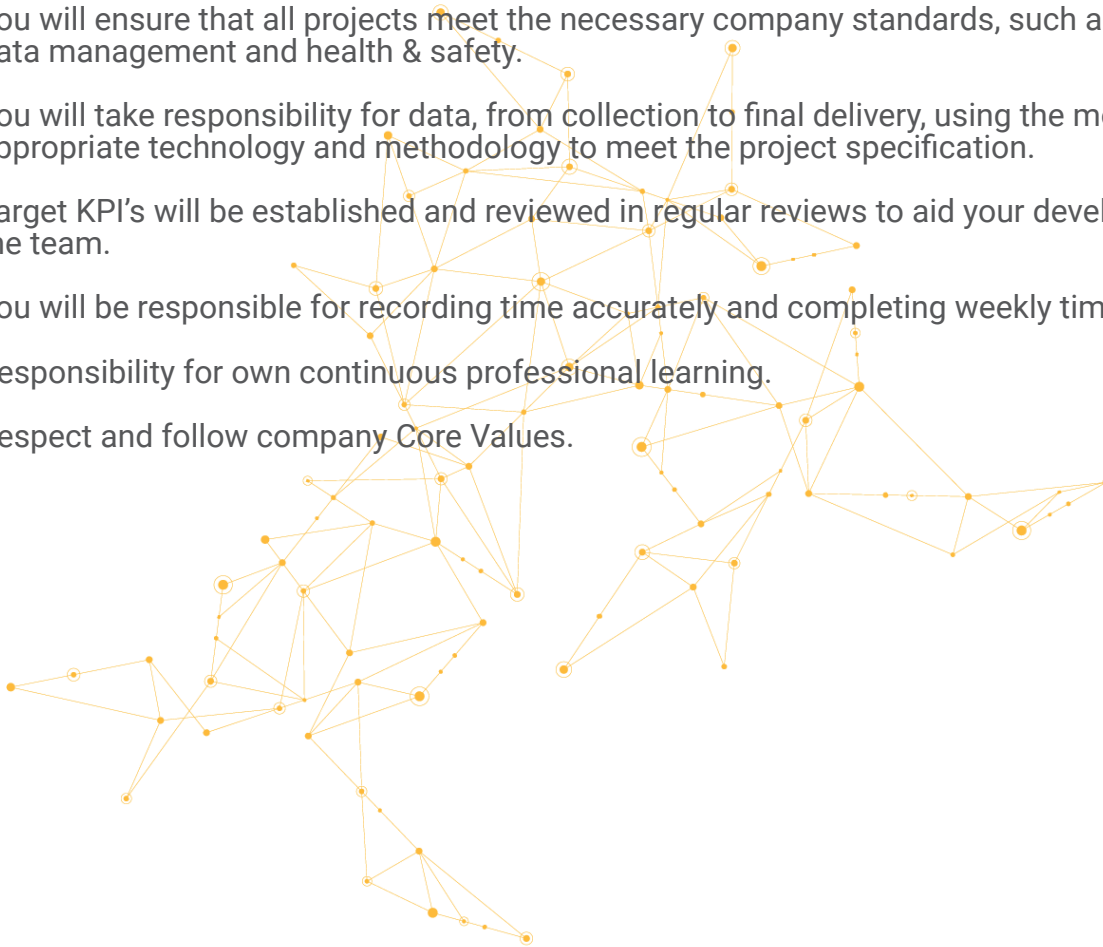 ou will ensure that all projects meet the necessary company standards, such a
ata management and health & safety.
ou will take responsibility for data, from collection to final delivery, using the m
ppropriate technology and methodology to meet the project specification.
arget KPI's will be established and reviewed in regular reviews to aid your devel
ne team.
ou will be responsible for recording time accurately and completing weekly tim
esponsibility for own continuous professional learning.
espect and follow company Core Values.